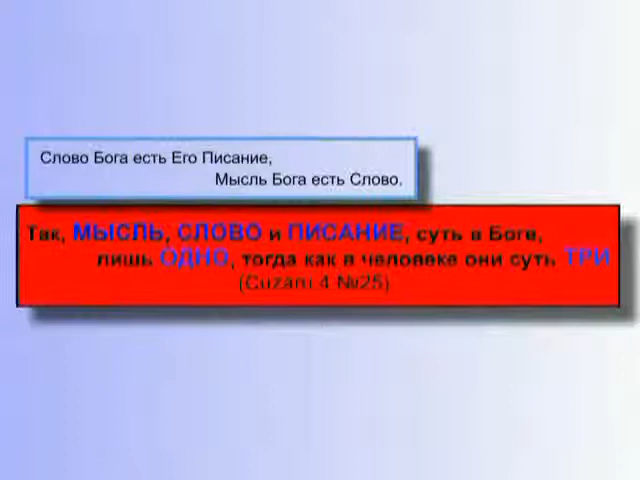 Слово Бога есть Его Писание,
Мысль Бога есть Слово.
Так, МЫСЛЬ, СЛОВО и ПИСАНИЕ, суть в Боге,
лишь ОДНО, тогда как в человеке они суть ТРИ
(Cuzaru 4 №25)